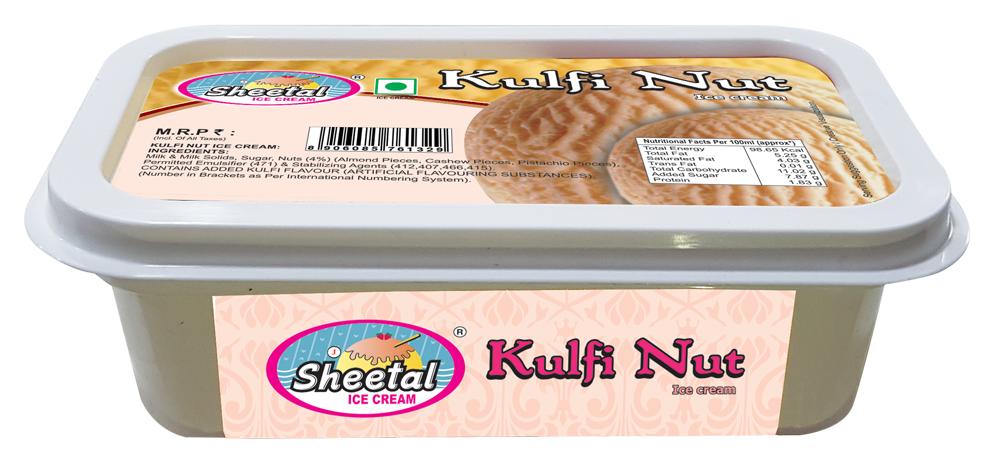 Sheetal
ICE CREAM
®
ICE CREAM
Kulfi Nut
Ice cream
M.R.P ₹ :
(Incl. Of All Taxes)
8 906085 761329
KULFI NUT ICE CREAM:
INGREDIENTS:
Milk & Milk Solids, Sugar, Nuts (4%) (Almond Pieces, Cashew Pieces, Pistachio Pieces),
Permitted Emulsifier (471) & Stabilizing Agents (412,407,466,415).
CONTAINS ADDED KULFI FLAVOUR (ARTIFICIAL FLAVOURING SUBSTANCES).
(Number in Brackets as Per International Numbering System).
Nutritional Facts Per 100ml (approx*)
Total Energy 98.65 Kcal
Total Fat 5.25 g
Saturated Fat 4.03 g
Trans Fat 0.01 g
Total Carbohydrate 11.02 g
Added Sugar 7.87 g
Protein 1.83 g
Sheetal
ICE CREAM
®
Kulfi Nut
Ice cream